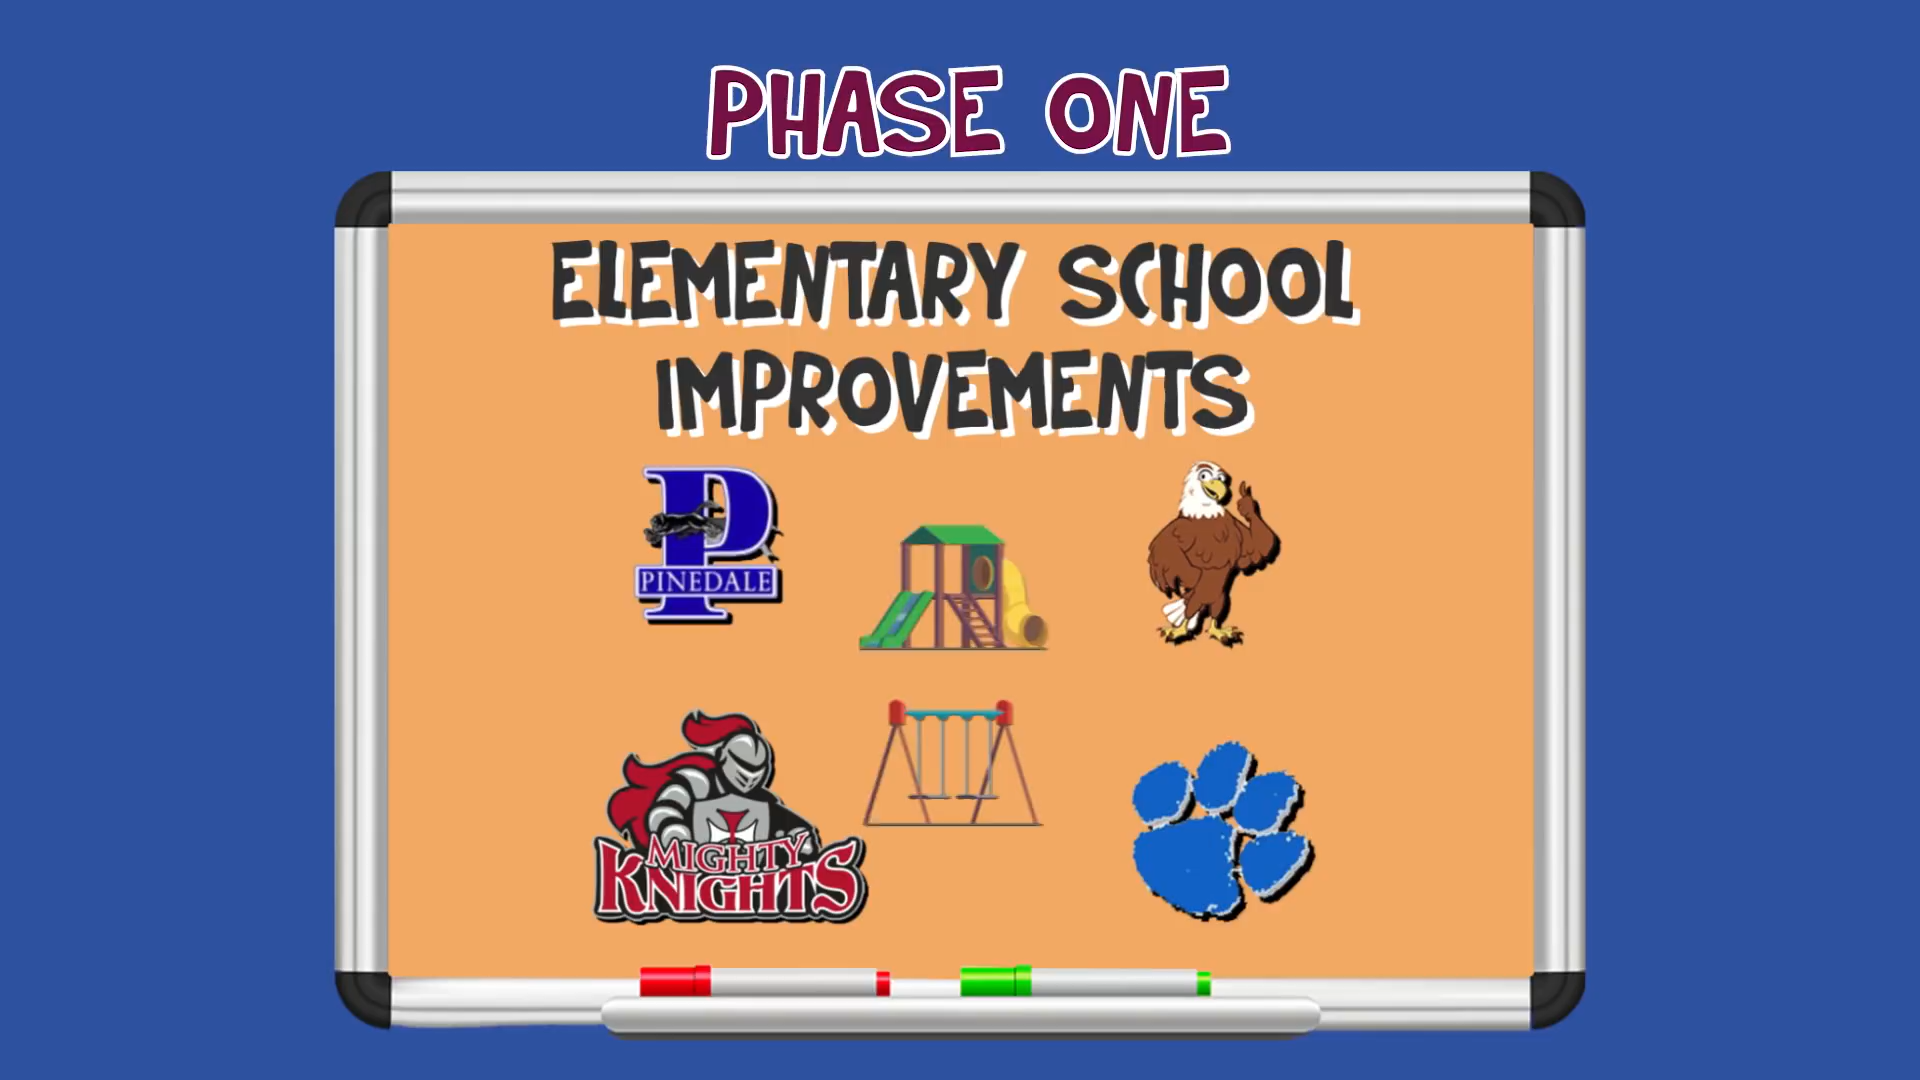 PHASE ONE
ELEMENTARY SCHOOL
IMPROVEMENTS
P
PINEDALE
MIGHTY
KNIGHTS